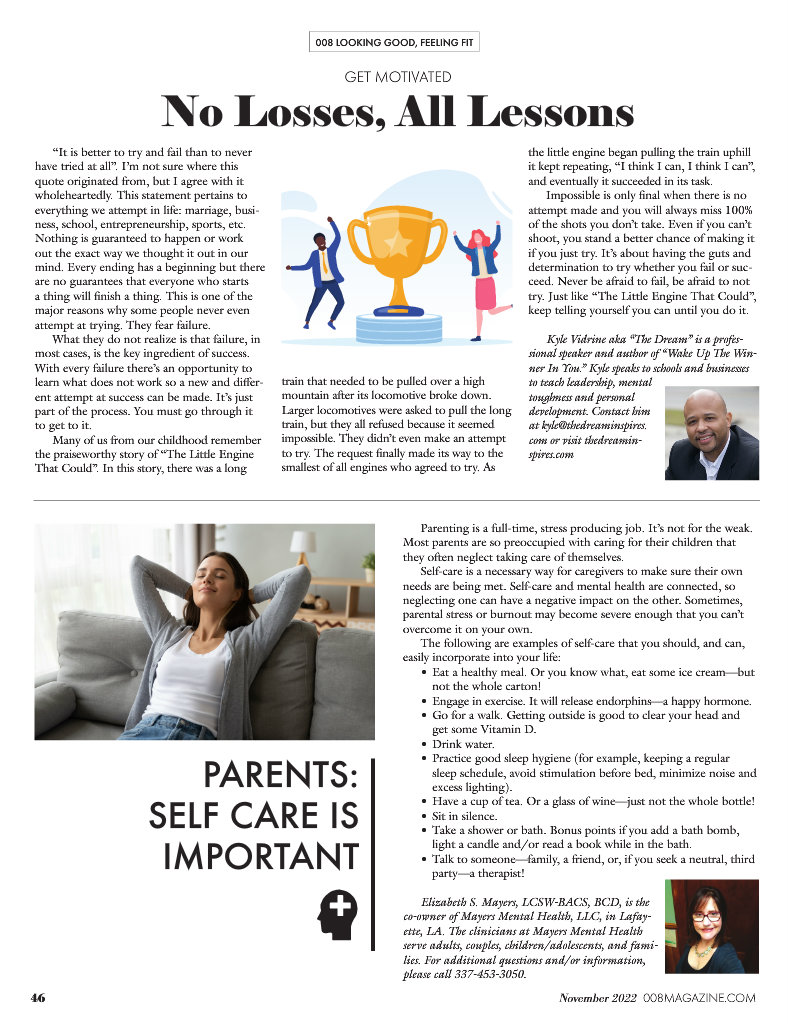 008 LOOKING GOOD, FEELING FIT
GET MOTIVATED
No Losses, All Lessons
“It is better to try and fail than to never
have tried at all”. I’m not sure where this
quote originated from, but I agree with it
wholeheartedly. This statement pertains to
everything we attempt in life: marriage, busi-
ness, school, entrepreneurship, sports, etc.
Nothing is guaranteed to happen or work
out the exact way we thought it out in our
mind. Every ending has a beginning but there
are no guarantees that everyone who starts
a thing will finish a thing. This is one of the
major reasons why some people never even
attempt at trying. They fear failure.
What they do not realize is that failure, in
most cases, is the key ingredient of success.
With every failure there’s an opportunity to
learn what does not work so a new and differ-
ent attempt at success can be made. It’s just
part of the process. You must go through it
to get to it.
Many of us from our childhood remember
the praiseworthy story of “The Little Engine
That Could”. In this story, there was a long
train that needed to be pulled over a high
mountain after its locomotive broke down.
Larger locomotives were asked to pull the long
train, but they all refused because it seemed
impossible. They didn’t even make an attempt
to try. The request finally made its way to the
smallest of all engines who agreed to try. As
the little engine began pulling the train uphill
it kept repeating, “I think I can, I think I can”,
and eventually it succeeded in its task.
Impossible is only final when there is no
attempt made and you will always miss 100%
of the shots you don’t take. Even if you can’t
shoot, you stand a better chance of making it
if you just try. It’s about having the guts and
determination to try whether you fail or suc-
ceed. Never be afraid to fail, be afraid to not
try. Just like “The Little Engine That Could”,
keep telling yourself you can until you do it.
Kyle Vidrine aka “The Dream” is a profes-
sional speaker and author of “Wake Up The Win-
ner In You.” Kyle speaks to schools and businesses
to teach leadership, mental
toughness and personal
development. Contact him
at kyle@thedreaminspires.
com or visit thedreamin-
spires.com
PARENTS:
SELF CARE IS
IMPORTANT
Parenting is a full-time, stress producing job. It’s not for the weak.
Most parents are so preoccupied with caring for their children that
they often neglect taking care of themselves.
Self-care is a necessary way for caregivers to make sure their own
needs are being met. Self-care and mental health are connected, so
neglecting one can have a negative impact on the other. Sometimes,
parental stress or burnout may become severe enough that you can’t
overcome it on your own.
The following are examples of self-care that you should, and can,
easily incorporate into your life:
• Eat a healthy meal. Or you know what, eat some ice cream—but
not the whole carton!
• Engage in exercise. It will release endorphins—a happy hormone.
• Go for a walk. Getting outside is good to clear your head and
get some Vitamin D.
• Drink water.
• Practice good sleep hygiene (for example, keeping a regular
sleep schedule, avoid stimulation before bed, minimize noise and
excess lighting).
• Have a cup of tea. Or a glass of wine—just not the whole bottle!
• Sit in silence.
• Take a shower or bath. Bonus points if you add a bath bomb,
light a candle and/or read a book while in the bath.
• Talk to someone—family, a friend, or, if you seek a neutral, third
party—a therapist!
Elizabeth S. Mayers, LCSW-BACS, BCD, is the
co-owner of Mayers Mental Health, LLC, in Lafay-
ette, LA. The clinicians at Mayers Mental Health
serve adults, couples, children/adolescents, and fami-
lies. For additional questions and/or information,
please call 337-453-3050.
46
November 2022 008MAGAZINE.COM